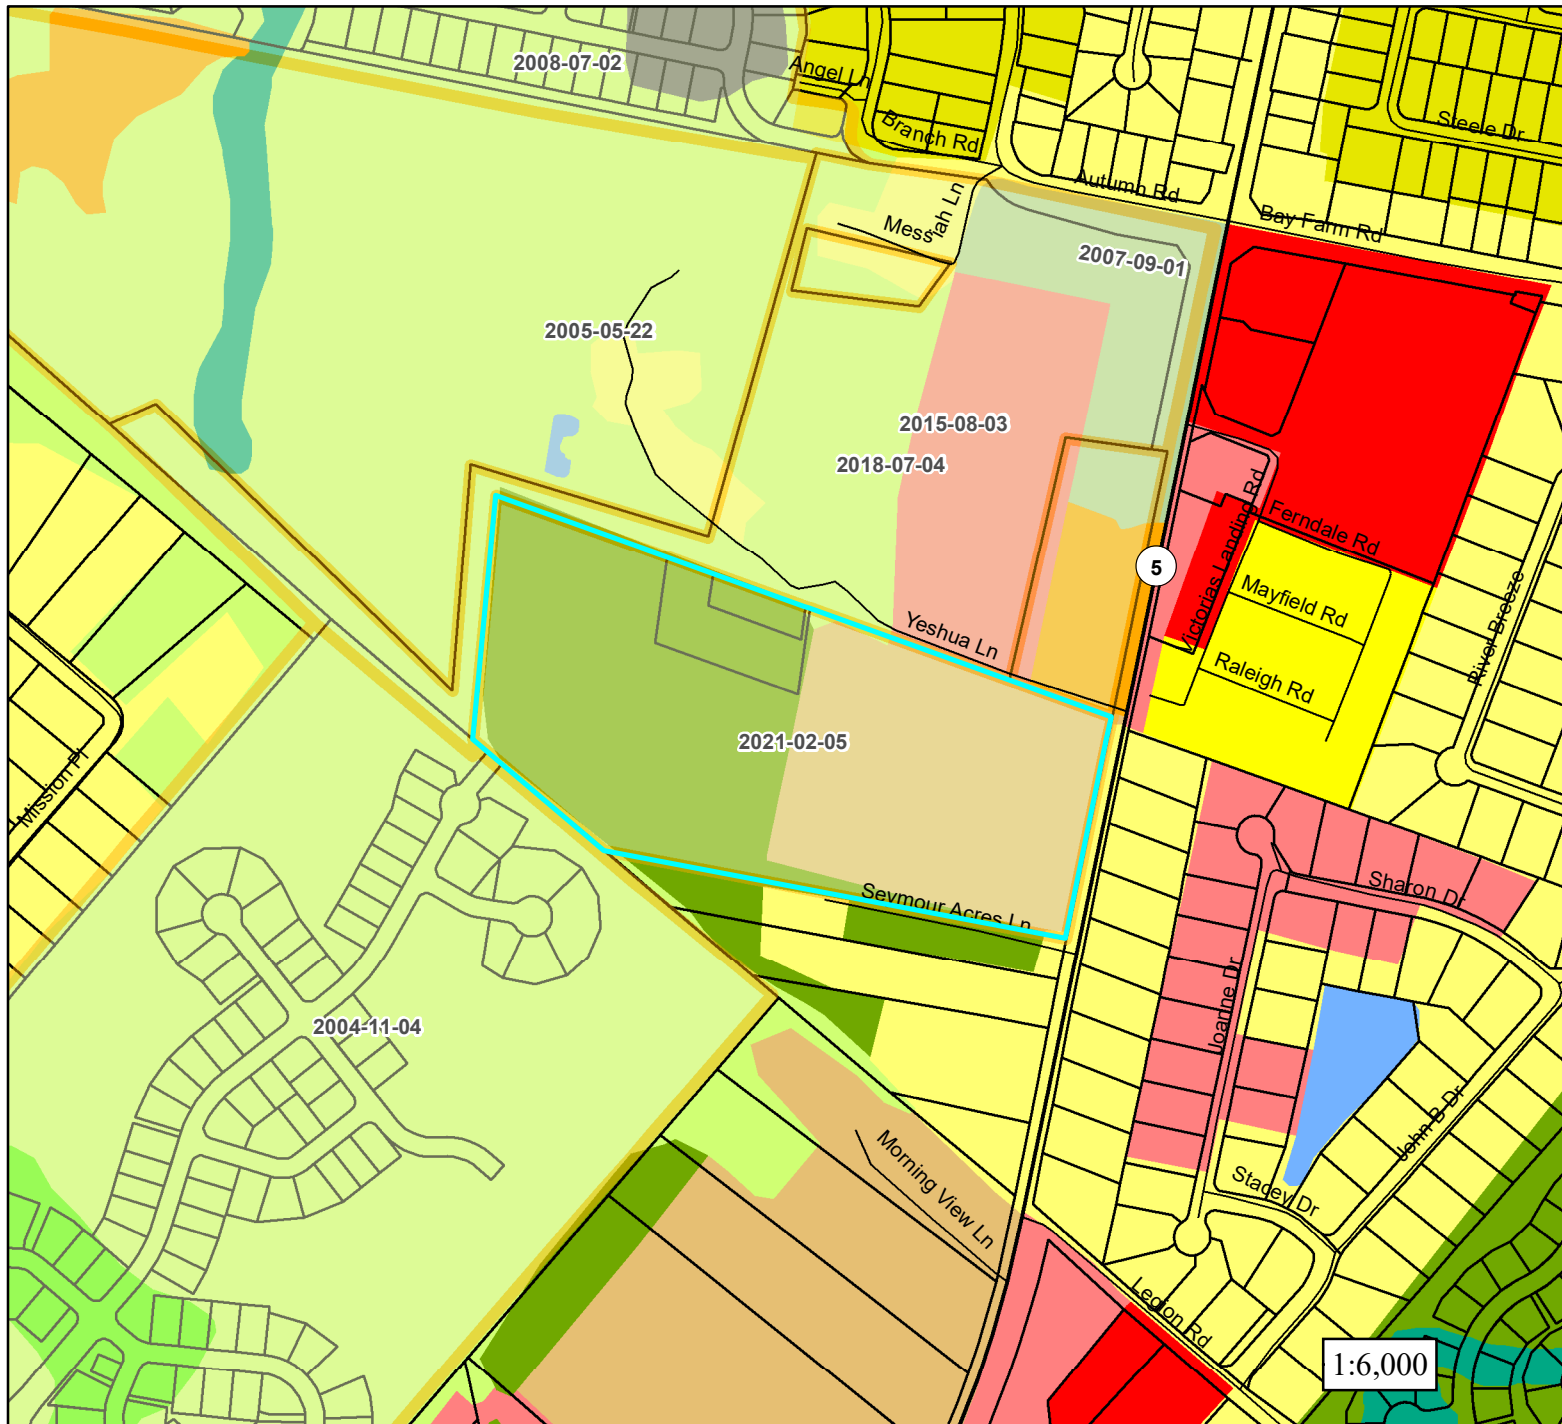 2008-07-02
Angel Ln
Branch Rd
Steele Dr
Autumn Rd
Messiah Ln
Bay Farm Rd
2007-09-01
2005-05-22
2015-08-03
2018-07-04
Victorias Landing Rd
Ferndale Rd
5
Mayfield Rd
River Breeze
Yeshua Ln
Raleigh Rd
2021-02-05
Mission Pl
Sharon Dr
Seymour Acres Ln
Joanne Dr
2004-11-04
John B Dr
Morning View Ln
Stacey Dr
Legion Rd
1:6,000